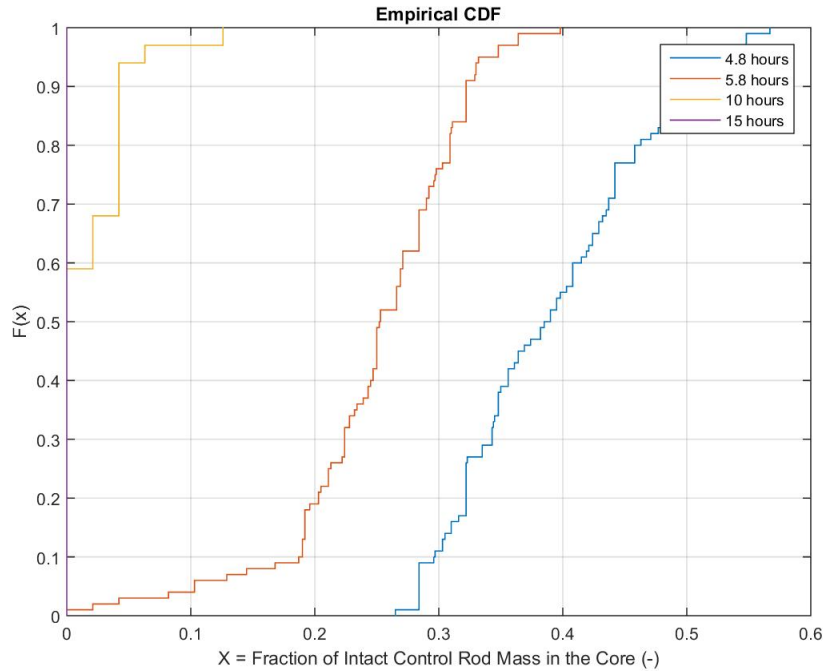 Empirical CDF
1
0.9
0.8
0.7
0.6
0.5
0.4
0.3
0.2
0.1
0
F(x)
4.8 hours
5.8 hours
10 hours
15 hours
0 0.1 0.2 0.3 0.4 0.5 0.6
X = Fraction of Intact Control Rod Mass in the Core (-)